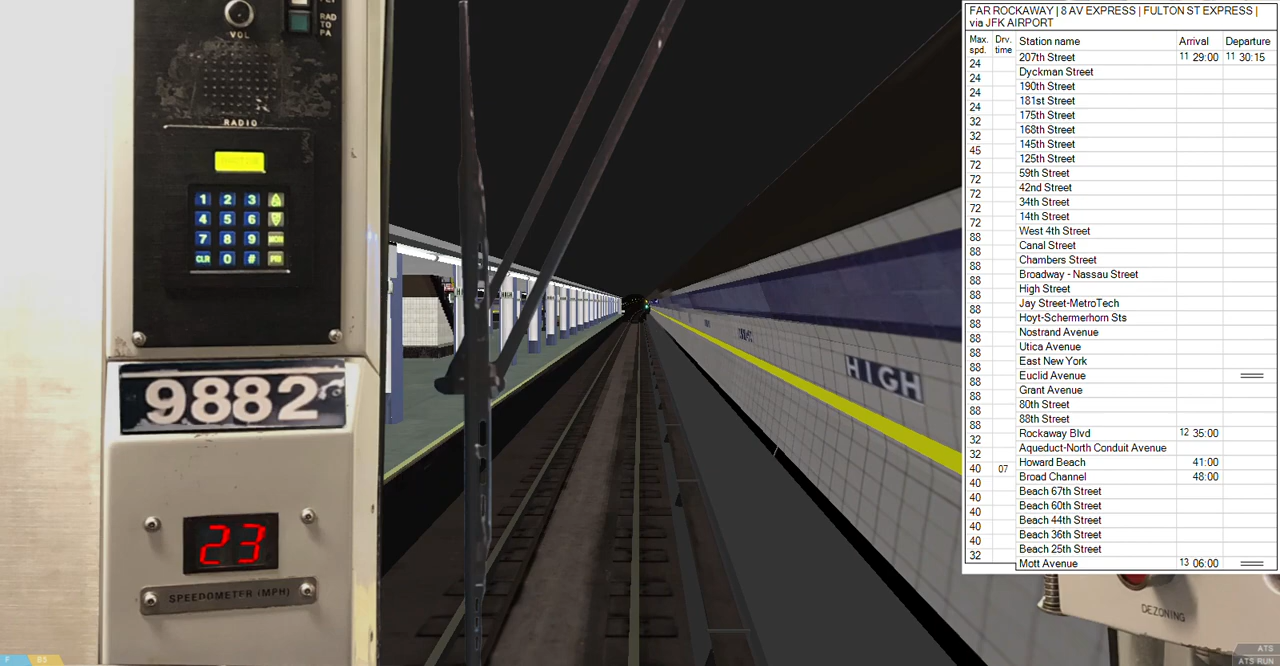 VOL
RAD
TO
PA
RADIO
1 2 3
4 5 6
7 8 9
CLR 0 #
9882
23
SPEEDOMETER (MPH)
HIGH
FAR ROCKAWAY | 8 AV EXPRESS | FULTON ST EXPRESS |
via JFK AIRPORT
Max. spd. Drv. time Station name Arrival Departure
207th Street 11 29:00 11 30:15
24
Dyckman Street
24
190th Street
24
181st Street
24
175th Street
32
168th Street
32
145th Street
45
125th Street
72
59th Street
72
42nd Street
72
34th Street
72
14th Street
72
West 4th Street
88
Canal Street
88
Chambers Street
88
Broadway - Nassau Street
88
High Street
88
Jay Street-MetroTech
88
Hoyt-Schermerhorn Sts
88
Nostrand Avenue
88
Utica Avenue
88
East New York
88
Euclid Avenue
88
Grant Avenue
88
80th Street
88
88th Street
88
Rockaway Blvd 12 35:00
32
Aqueduct-North Conduit Avenue
32
Howard Beach 41:00
40 07
Broad Channel 48:00
40
Beach 67th Street
40
Beach 60th Street
40
Beach 44th Street
40
Beach 36th Street
40
Beach 25th Street
32
Mott Avenue 13 06:00
DEZONING
ATS
ATS RUN
F B3